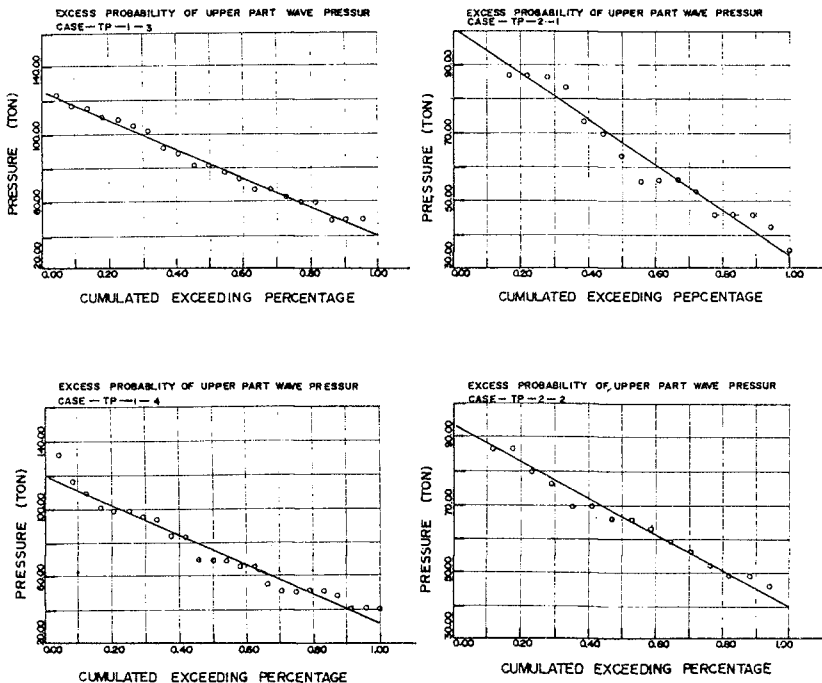 EXCESS PROBABILITY OF UPPER PART WAVE PRESSUR
CASE-TP-1-3
140.00
100.00
60.00
20.00
PRESSURE (TON)
0.00 0.20 0.40 0.60 0.80 1.00
CUMULATED EXCEEDING PERCENTAGE
EXCESS PROBABILITY OF UPPER PART WAVE PRESSUR
CASE-TP-2-1
90.00
70.00
50.00
30.00
PRESSURE (TON)
0.00 0.20 0.40 0.60 0.80 1.00
CUMULATED EXCEEDING PEPCENTAGE
EXCESS PROBABLITY OF UPPER PART WAVE PRESSUR
CASE-TP-1-4
140.00
100.00
60.00
20.00
PRESSURE (TON)
0.00 0.20 0.40 0.60 0.80 1.00
CUMULATED EXCEEDING PERCENTAGE
EXCESS PROBABILITY OF UPPER PART WAVE PRESSUR
CASE-TP-2-2
90.00
70.00
50.00
30.00
PRESSURE (TON)
0.00 0.20 0.40 0.60 0.80 1.00
CUMULATED EXCEEDING PERCENTAGE